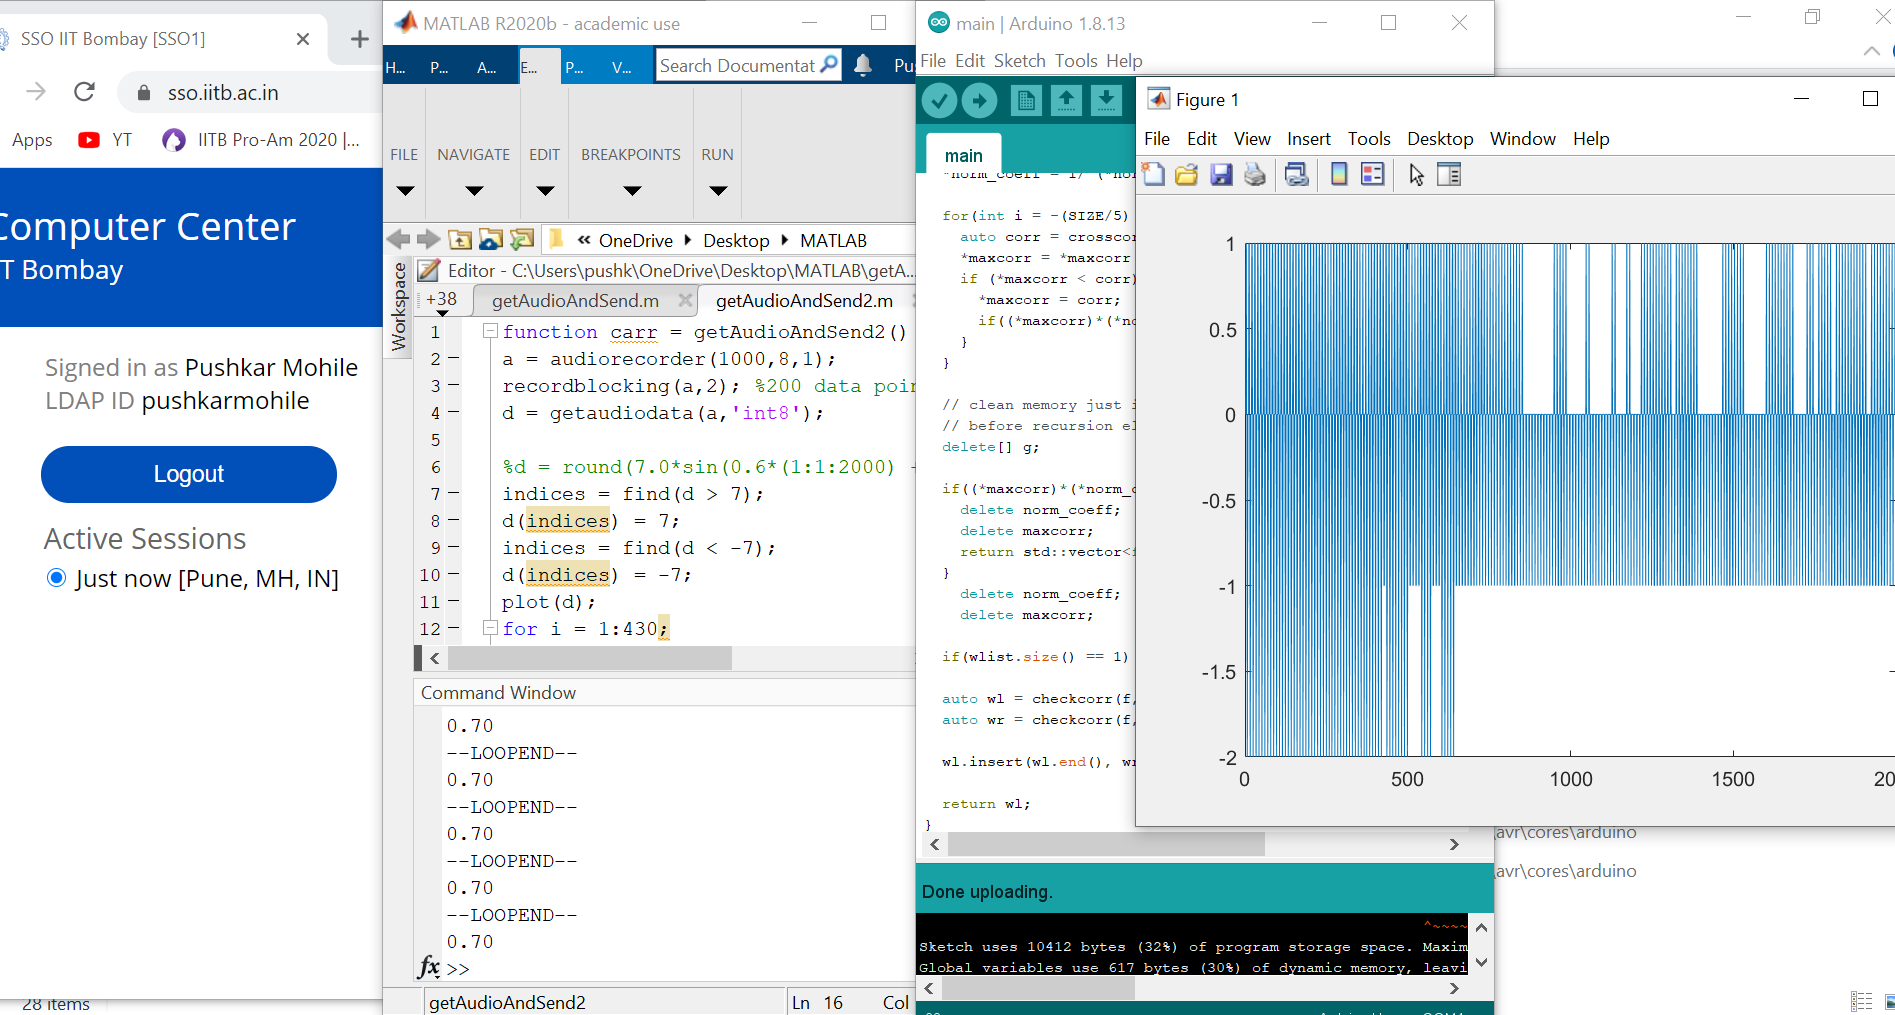 SSO IIT Bombay [SSO1]
sso.iitb.ac.in
Apps
YT
IITB Pro-Am 2020 |...
Computer Center
T Bombay
Signed in as Pushkar Mohile
LDAP ID pushkarmohile
Logout
Active Sessions
Just now [Pune, MH, IN]
28 items
MATLAB R2020b - academic use
H...
P...
A...
E...
P...
V...
Search Documentat
Pu
FILE
NAVIGATE
EDIT
BREAKPOINTS
RUN
« OneDrive ▸ Desktop ▸ MATLAB
Workspace
Editor - C:\Users\pushk\OneDrive\Desktop\MATLAB\getA...
+38
getAudioAndSend.m
getAudioAndSend2.m
1 function carr = getAudioAndSend2()
2 – a = audiorecorder(1000,8,1);
3 – recordblocking(a,2); %200 data poin
4 – d = getaudiodata(a,'int8');
5
6 %d = round(7.0*sin(0.6*(1:1:2000)
7 – indices = find(d > 7);
8 – d(indices) = 7;
9 – indices = find(d < -7);
10 – d(indices) = -7;
11 – plot(d);
12 – for i = 1:430;
Command Window
0.70
--LOOPEND--
0.70
--LOOPEND--
0.70
--LOOPEND--
0.70
--LOOPEND--
0.70
fx >>
getAudioAndSend2
Ln 16
Col
main | Arduino 1.8.13
File Edit Sketch Tools Help
main
*norm_coeff = 1/ (*nor
for(int i = -(SIZE/5)
auto corr = crosscor
*maxcorr = *maxcorr
if (*maxcorr < corr)
*maxcorr = corr;
if((*maxcorr)*(*no
}
}
// clean memory just i
// before recursion el
delete[] g;
if((*maxcorr)*(*norm_c
delete norm_coeff;
delete maxcorr;
return std::vector<f
}
delete norm_coeff;
delete maxcorr;
if(wlist.size() == 1)
auto wl = checkcorr(f,
auto wr = checkcorr(f,
wl.insert(wl.end(), wr
return wl;
}
Done uploading.
^~~~~
Sketch uses 10412 bytes (32%) of program storage space. Maxim
Global variables use 617 bytes (30%) of dynamic memory, leavi
Figure 1
File Edit View Insert Tools Desktop Window Help
1
0.5
0
-0.5
-1
-1.5
-2
0
500
1000
1500
20
\avr\cores\arduino
\avr\cores\arduino